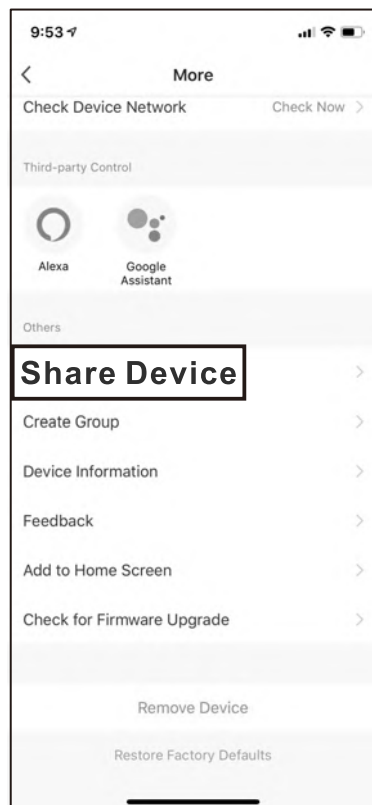 9:53
More
Check Device Network Check Now
Third-party Control
Alexa Google
Assistant
Others
Share Device
Create Group
Device Information
Feedback
Add to Home Screen
Check for Firmware Upgrade
Remove Device
Restore Factory Defaults